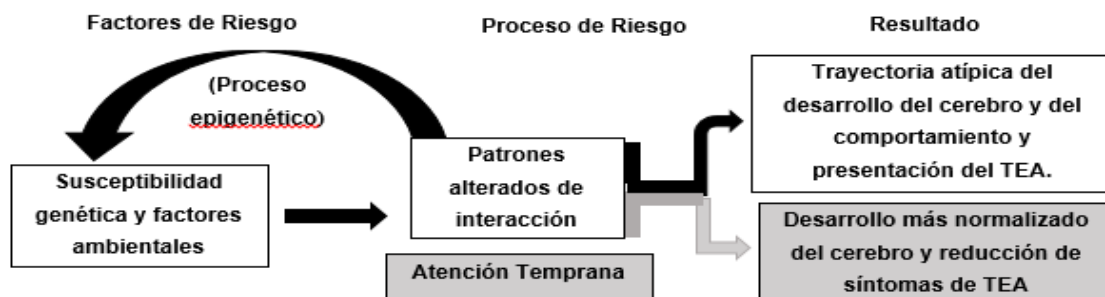 Factores de Riesgo
Proceso de Riesgo
Resultado
(Proceso
epigenético)
Susceptibilidad
genética y factores
ambientales
Patrones
alterados de
interacción
Atención Temprana
Trayectoria atípica del
desarrollo del cerebro y del
comportamiento y
presentación del TEA.
Desarrollo más normalizado
del cerebro y reducción de
síntomas de TEA